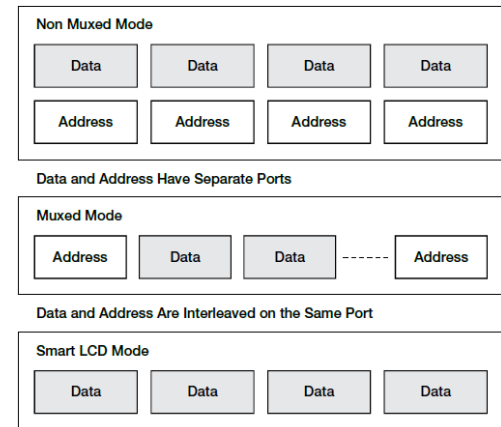 Non Muxed Mode
Data Data Data Data
Address Address Address Address
Data and Address Have Separate Ports
Muxed Mode
Address Data Data Address
Data and Address Are Interleaved on the Same Port
Smart LCD Mode
Data Data Data Data